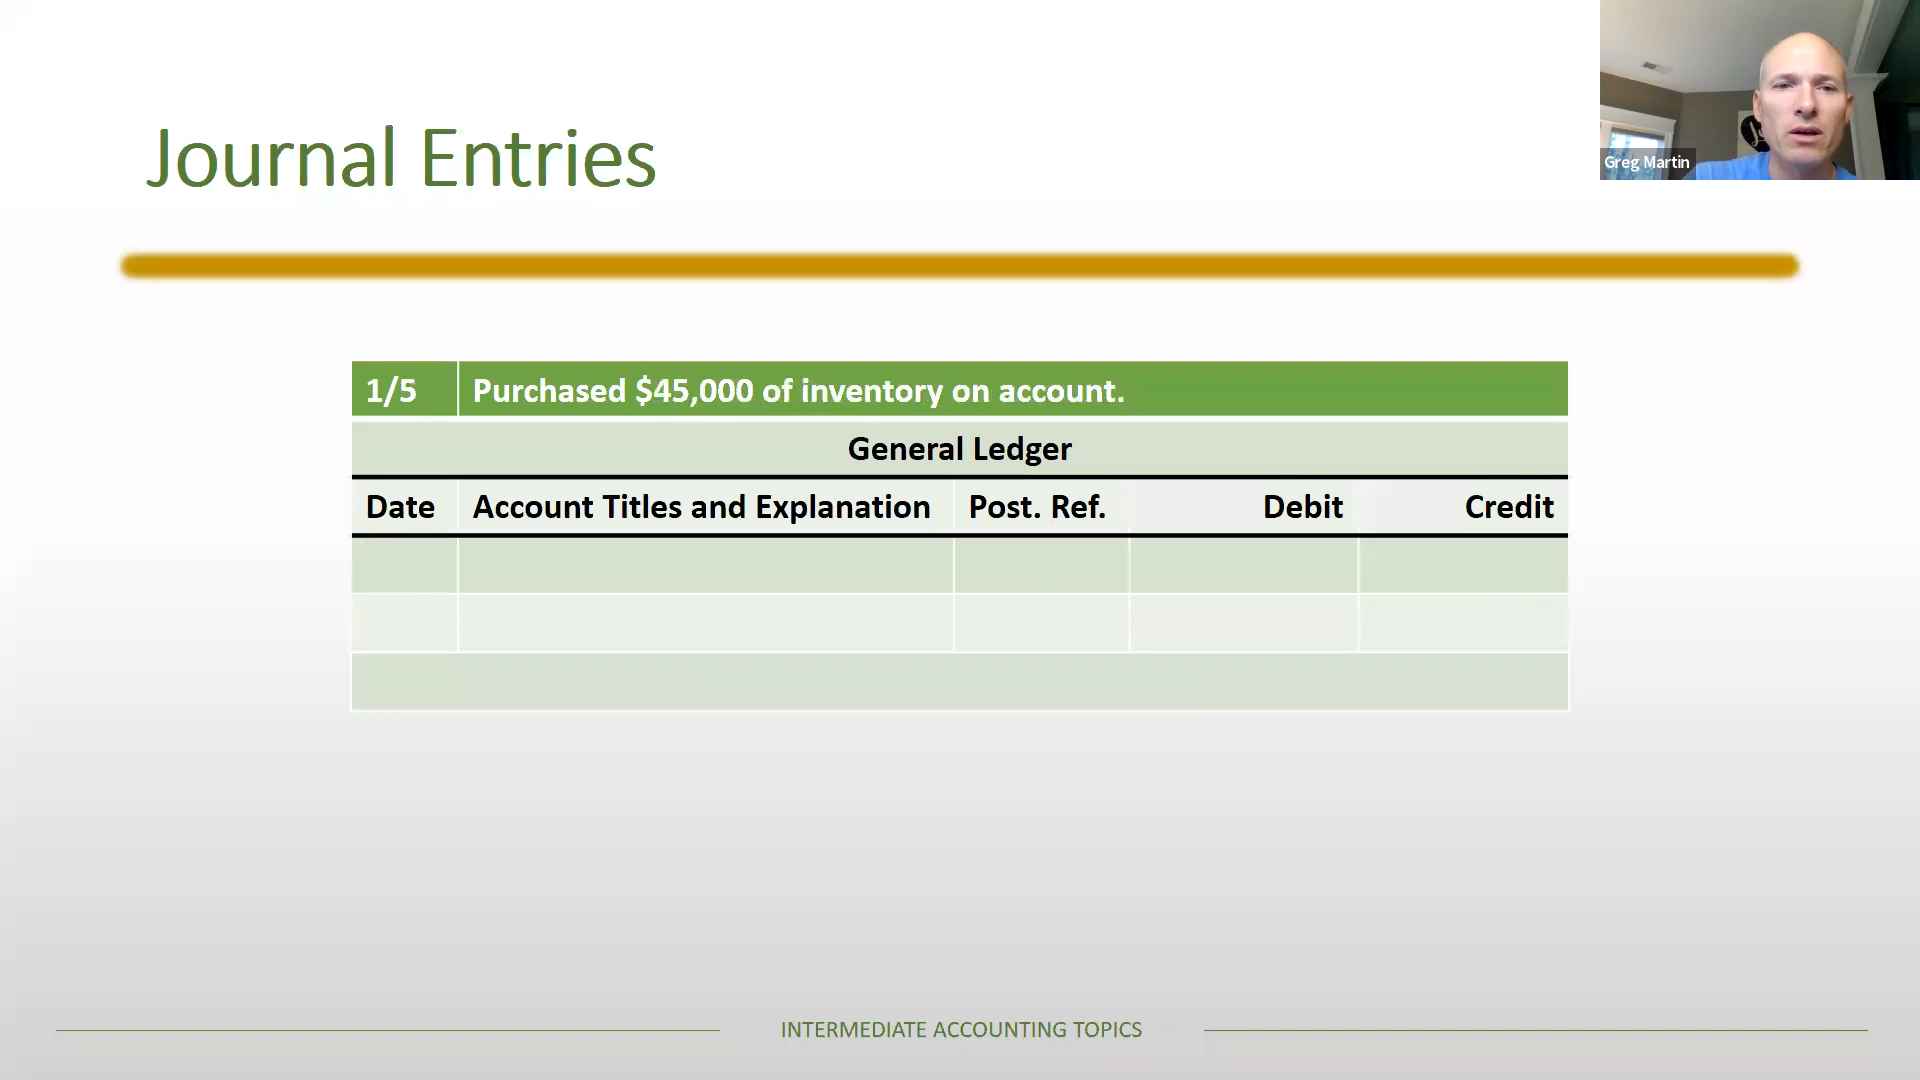 Journal Entries
Greg Martin
1/5 Purchased $45,000 of inventory on account.
General Ledger
Date Account Titles and Explanation Post. Ref. Debit Credit
INTERMEDIATE ACCOUNTING TOPICS